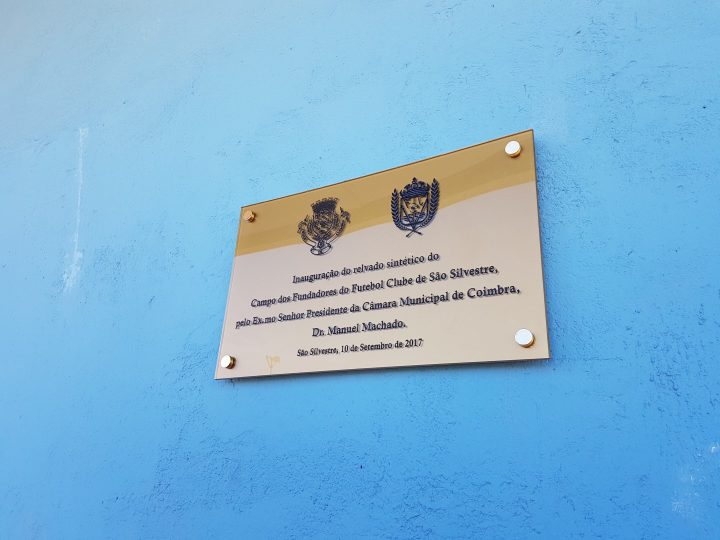 Inauguração do relvado sintético do
Campo dos Fundadores do Futebol Clube de São Silvestre,
pelo Ex.mo Senhor Presidente da Câmara Municipal de Coimbra,
Dr. Manuel Machado.
São Silvestre, 10 de Setembro de 2017